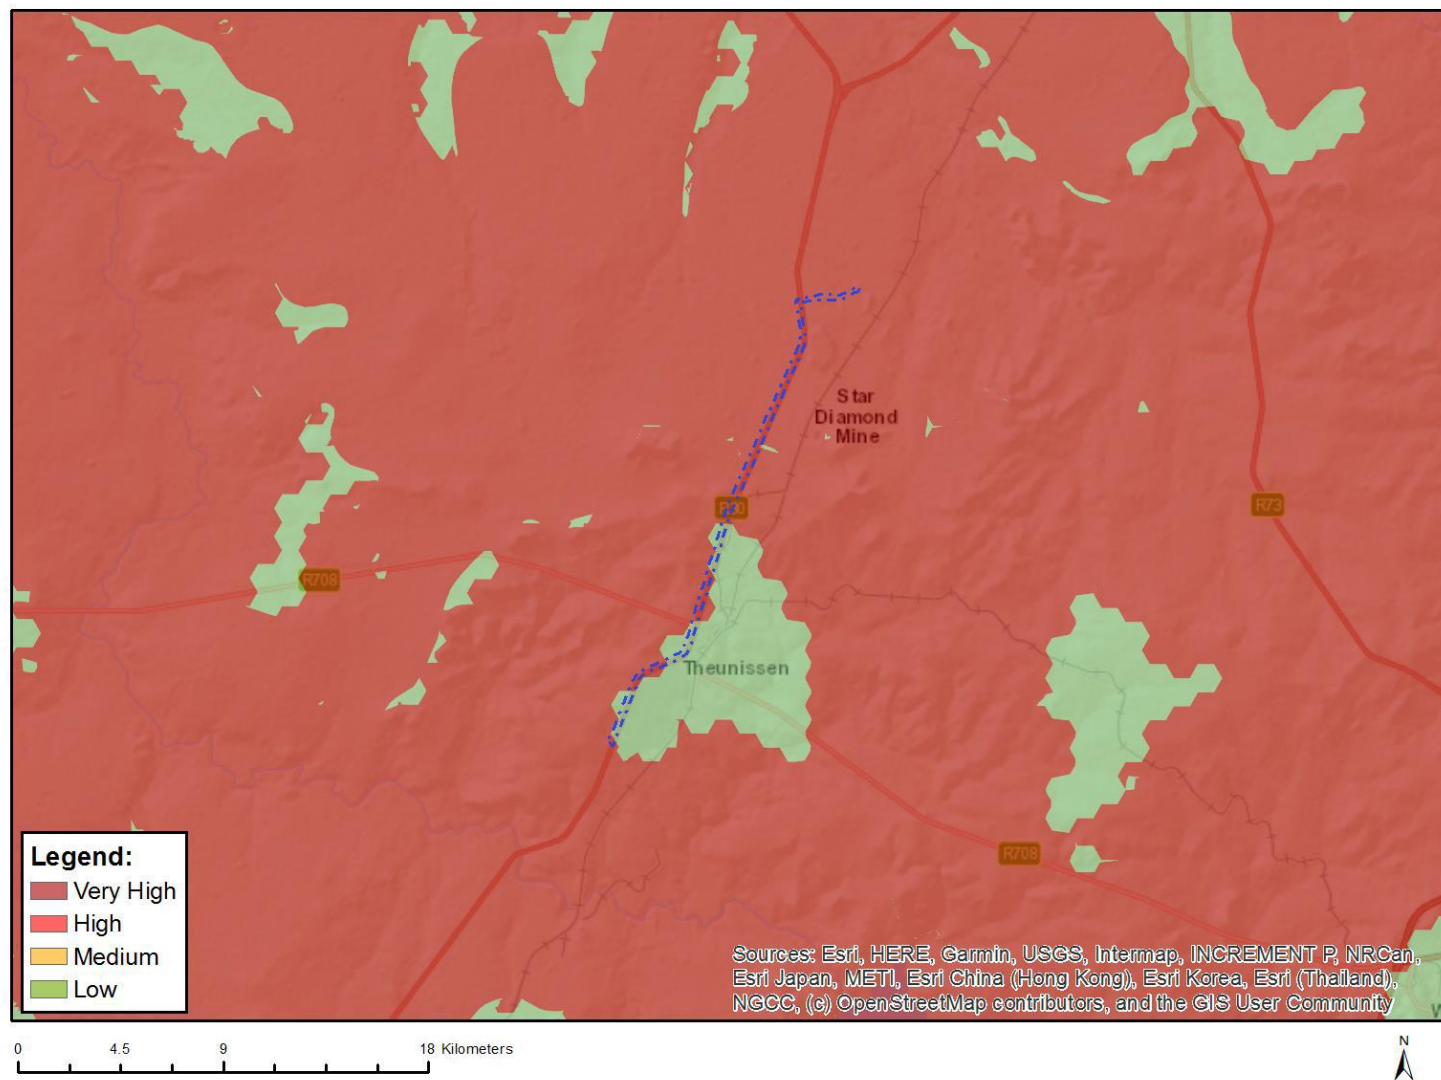 Star
Diamond
Mine
R73
R708
Theunissen
R708
Legend:
Very High
High
Medium
Low
Sources: Esri, HERE, Garmin, USGS, Intermap, INCREMENT P, NRCan,
Esri Japan, METI, Esri China (Hong Kong), Esri Korea, Esri (Thailand),
NGCC, (c) OpenStreetMap contributors, and the GIS User Community
0 4.5 9 18 Kilometers
N